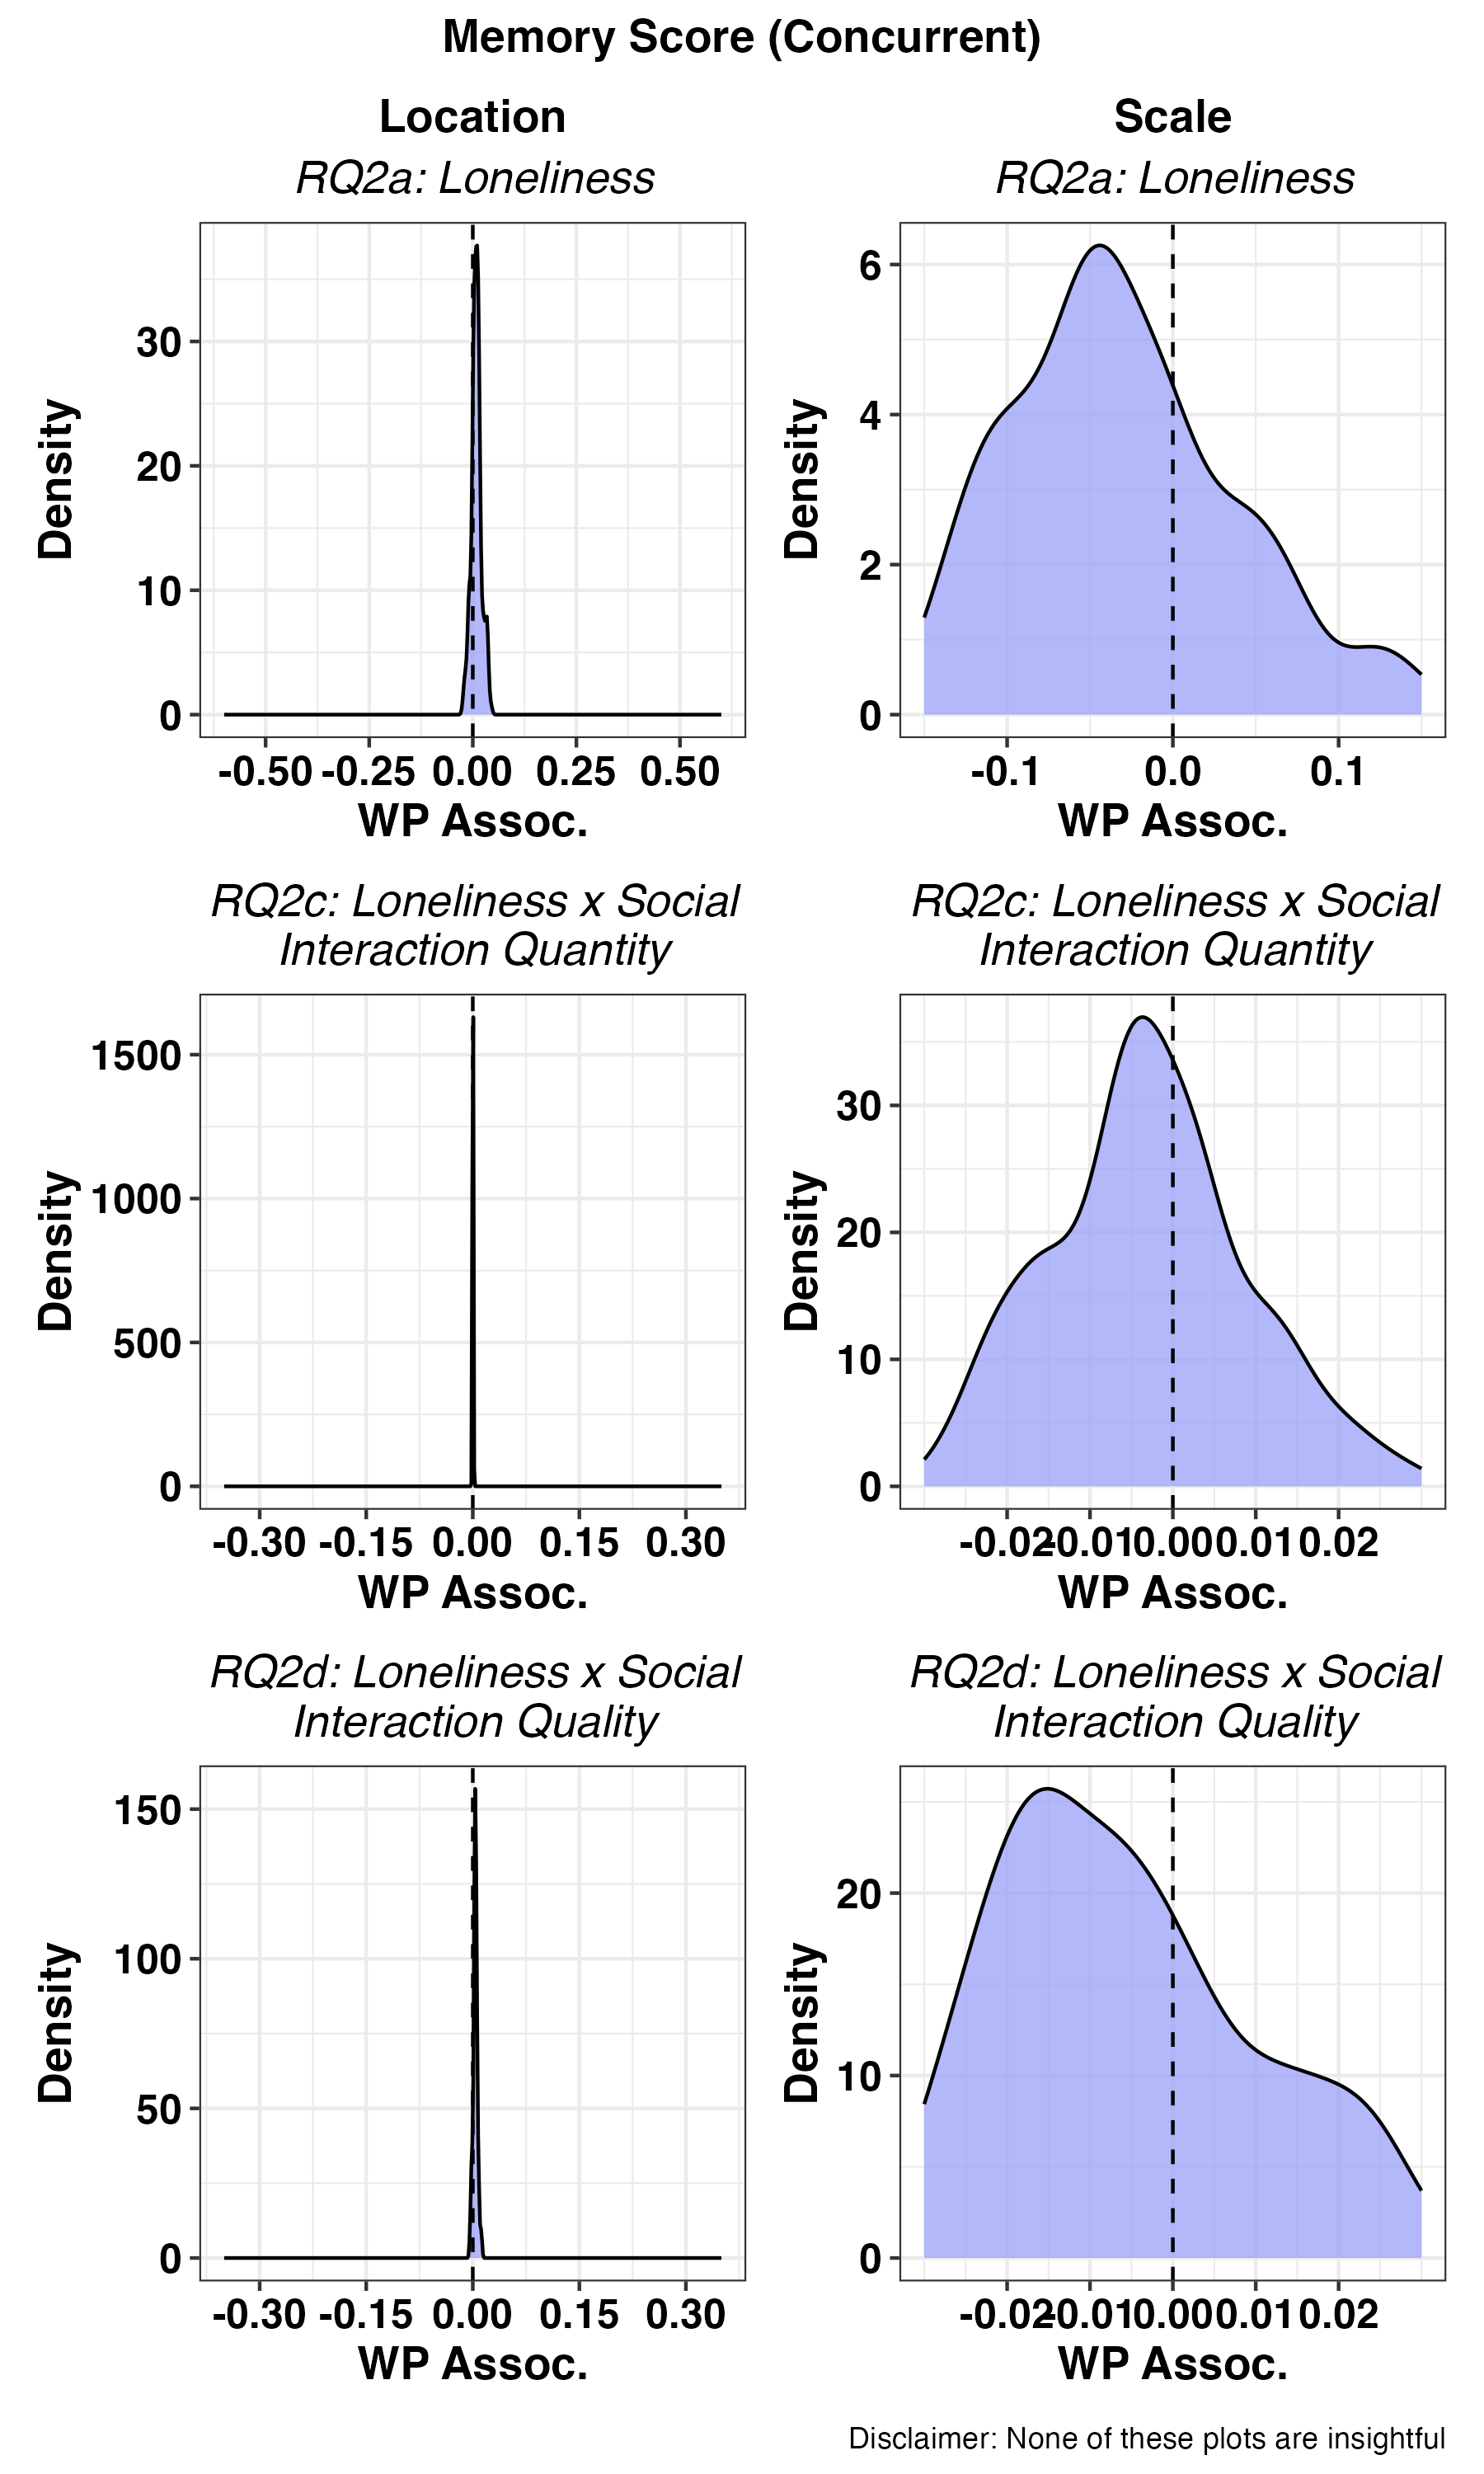 Memory Score (Concurrent)
Location
Scale
RQ2a: Loneliness
Density
30
20
10
0
-0.50 -0.25 0.00 0.25 0.50
WP Assoc.
RQ2a: Loneliness
Density
6
4
2
0
-0.1 0.0 0.1
WP Assoc.
RQ2c: Loneliness x Social
Interaction Quantity
Density
1500
1000
500
0
-0.30 -0.15 0.00 0.15 0.30
WP Assoc.
RQ2c: Loneliness x Social
Interaction Quantity
Density
30
20
10
0
-0.02 -0.01 0.00 0.01 0.02
WP Assoc.
RQ2d: Loneliness x Social
Interaction Quality
Density
150
100
50
0
-0.30 -0.15 0.00 0.15 0.30
WP Assoc.
RQ2d: Loneliness x Social
Interaction Quality
Density
20
10
0
-0.02 -0.01 0.00 0.01 0.02
WP Assoc.
Disclaimer: None of these plots are insightful